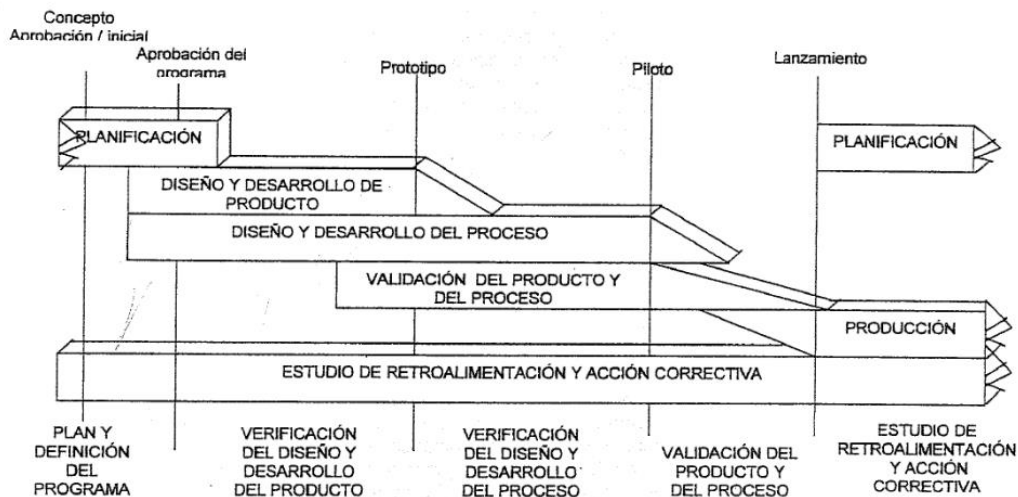 Concepto
Aprobación / inicial
Aprobación del
programa
Prototipo
Piloto
Lanzamiento
PLANIFICACIÓN
PLANIFICACIÓN
DISEÑO Y DESARROLLO DE
PRODUCTO
DISEÑO Y DESARROLLO DEL PROCESO
VALIDACIÓN DEL PRODUCTO Y
DEL PROCESO
PRODUCCIÓN
ESTUDIO DE RETROALIMENTACIÓN Y ACCIÓN CORRECTIVA
PLAN Y
DEFINICIÓN
DEL
PROGRAMA
VERIFICACIÓN
DEL DISEÑO Y
DESARROLLO
DEL PRODUCTO
VERIFICACIÓN
DEL DISEÑO Y
DESARROLLO
DEL PROCESO
VALIDACIÓN DEL
PRODUCTO Y
DEL PROCESO
ESTUDIO DE
RETROALIMENTACIÓN
Y ACCIÓN
CORRECTIVA